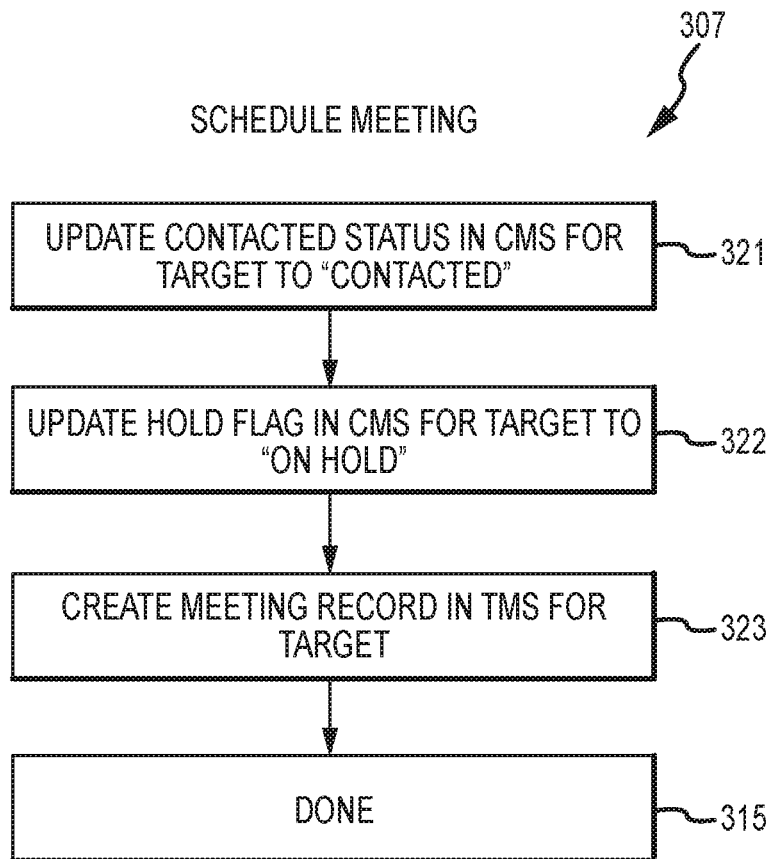 307
SCHEDULE MEETING
UPDATE CONTACTED STATUS IN CMS FOR
TARGET TO “CONTACTED”
321
UPDATE HOLD FLAG IN CMS FOR TARGET TO
“ON HOLD”
322
CREATE MEETING RECORD IN TMS FOR
TARGET
323
DONE
315